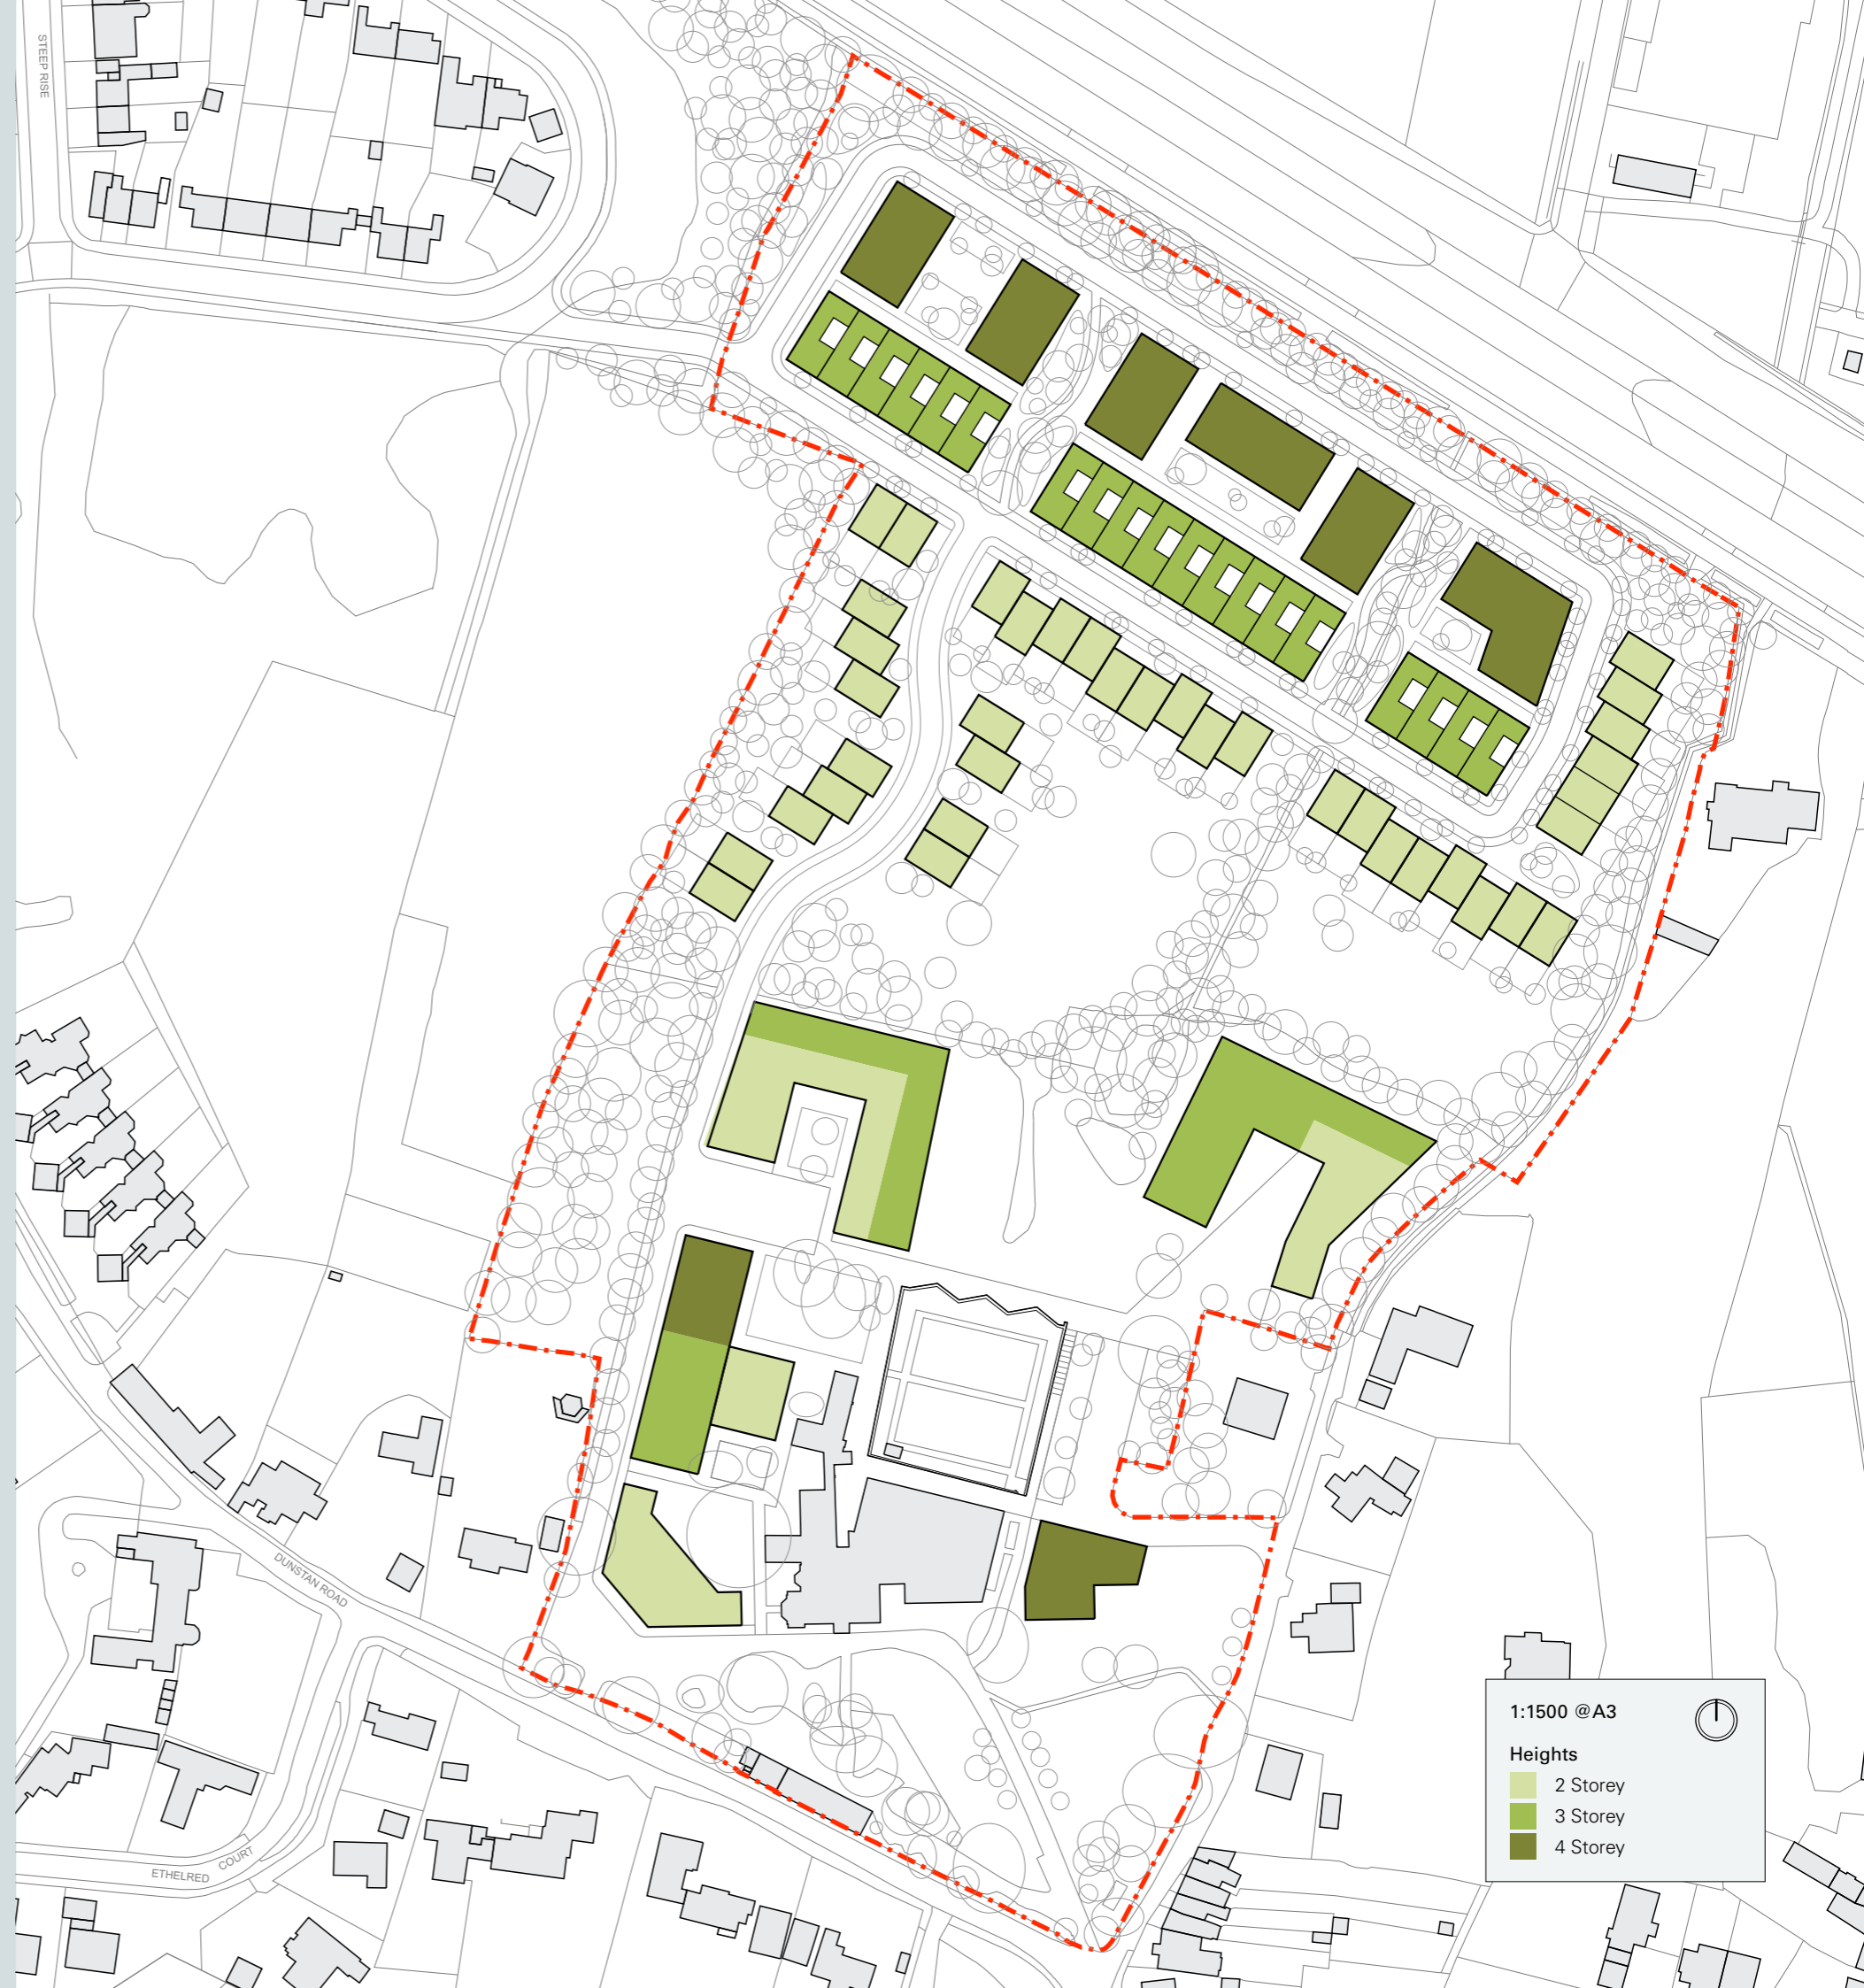 STEEP RISE
DUNSTAN ROAD
ETHELRED COURT
1:1500 @A3
Heights
2 Storey
3 Storey
4 Storey